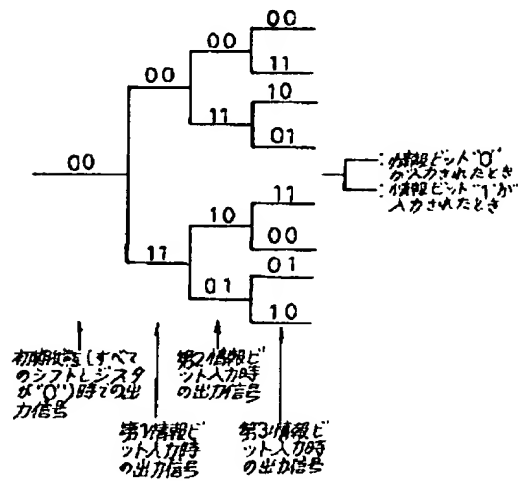 00
11
00
10
00
11
01
00
11
11
10
00
01
11
01
10
：情報ビット"0"
が入力されたとき
：情報ビット"1"が
入力されたとき
初期状態(すべて
のシフトレジスタ
が"0")時での出
力信号
第2情報ビ
ット入力時
の出力信号
第1情報ビ
ット入力時
の出力信号
第3情報ビ
ット入力時
の出力信号